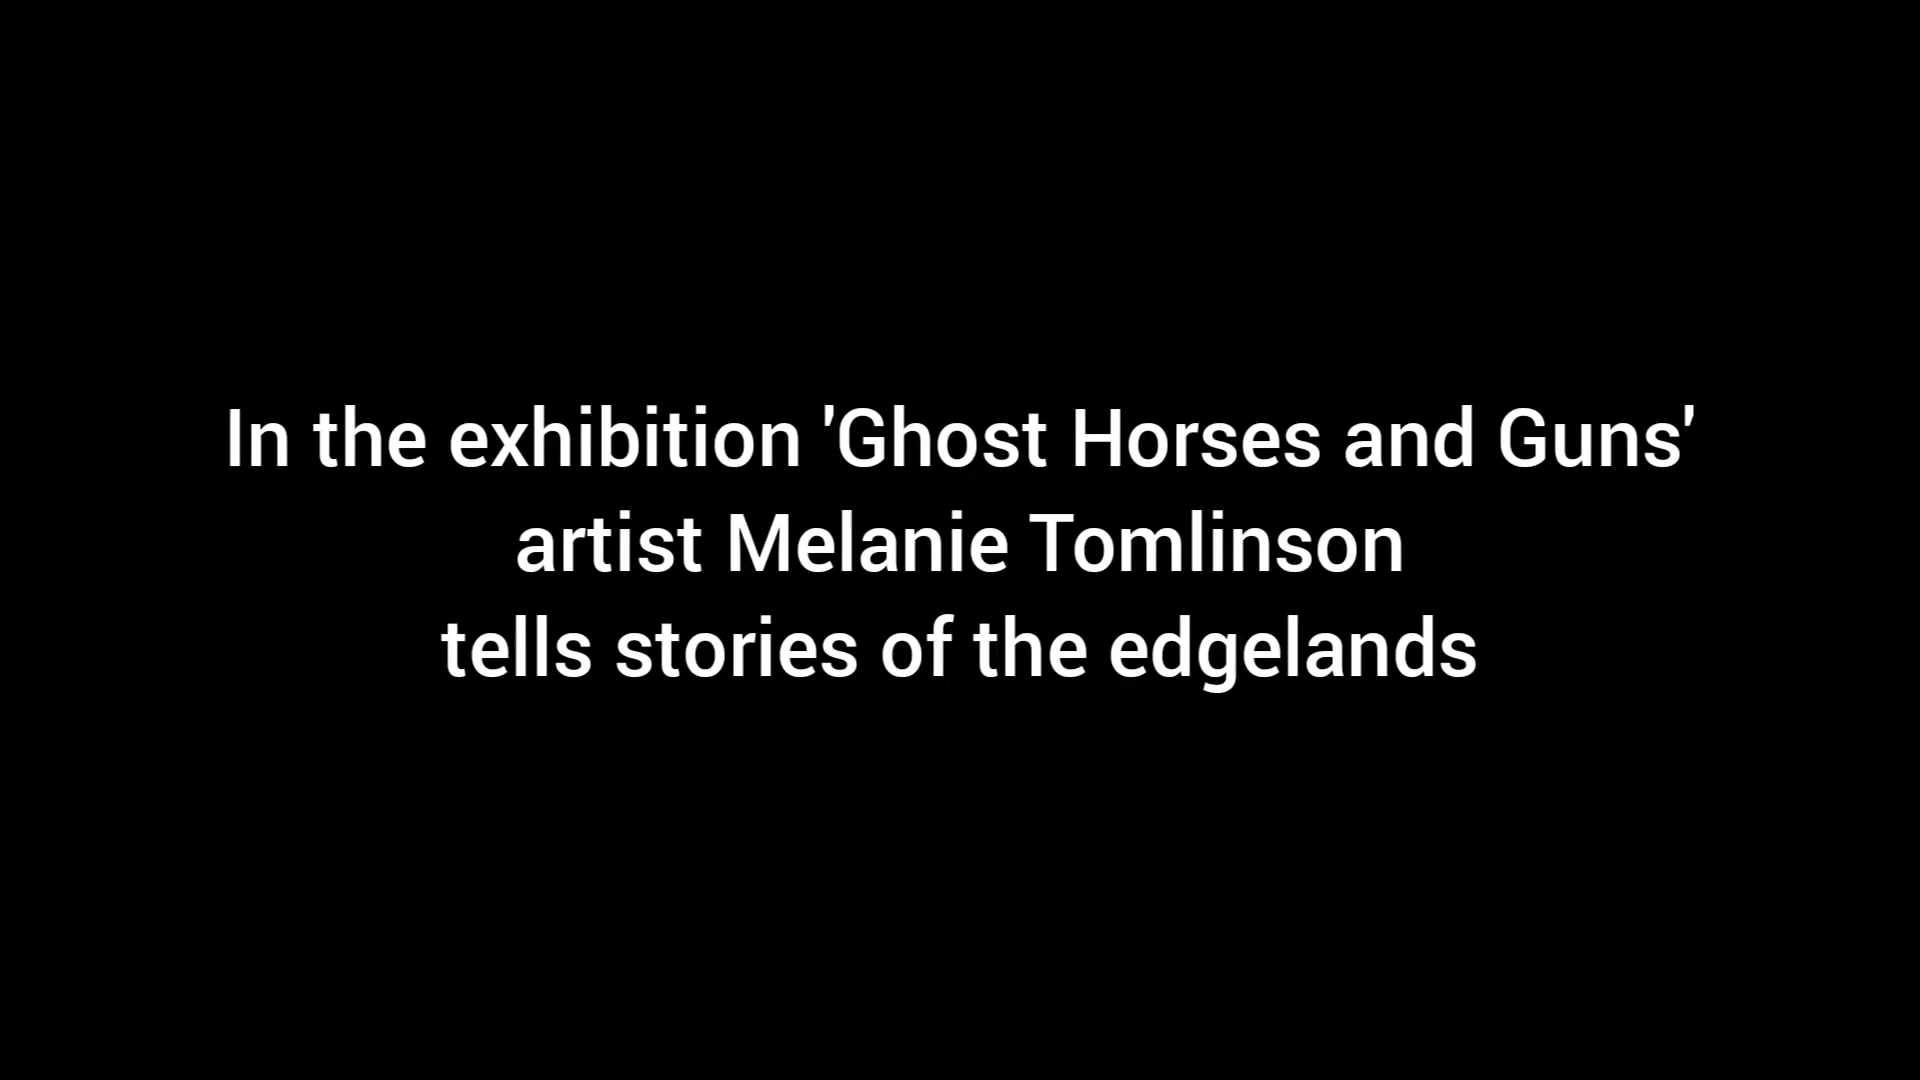 In the exhibition 'Ghost Horses and Guns'
artist Melanie Tomlinson
tells stories of the edgelands